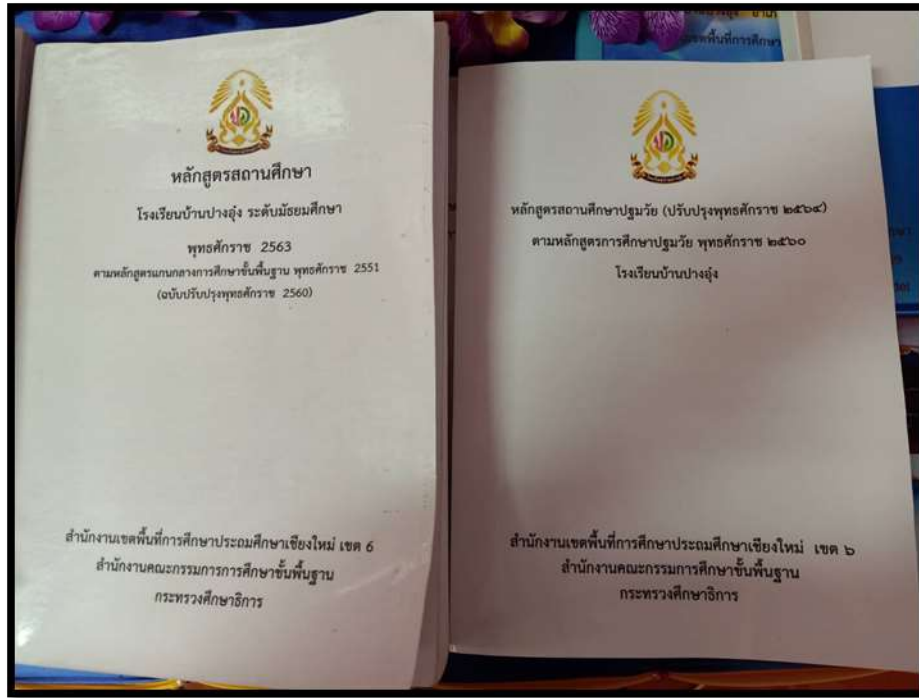 หลักสูตรสถานศึกษา
โรงเรียนบ้านปางอุ๋ง ระดับมัธยมศึกษา
พุทธศักราช 2563
ตามหลักสูตรแกนกลางการศึกษาขั้นพื้นฐาน พุทธศักราช 2551
(ฉบับปรับปรุงพุทธศักราช 2560)
สำนักงานเขตพื้นที่การศึกษาประถมศึกษาเชียงใหม่ เขต 6
สำนักงานคณะกรรมการการศึกษาขั้นพื้นฐาน
กระทรวงศึกษาธิการ
หลักสูตรสถานศึกษาปฐมวัย (ปรับปรุงพุทธศักราช ๒๕๖๔)
ตามหลักสูตรการศึกษาปฐมวัย พุทธศักราช ๒๕๖๐
โรงเรียนบ้านปางอุ๋ง
สำนักงานเขตพื้นที่การศึกษาประถมศึกษาเชียงใหม่ เขต ๖
สำนักงานคณะกรรมการศึกษาขั้นพื้นฐาน
กระทรวงศึกษาธิการ
เขตพื้นที่การศึกษา